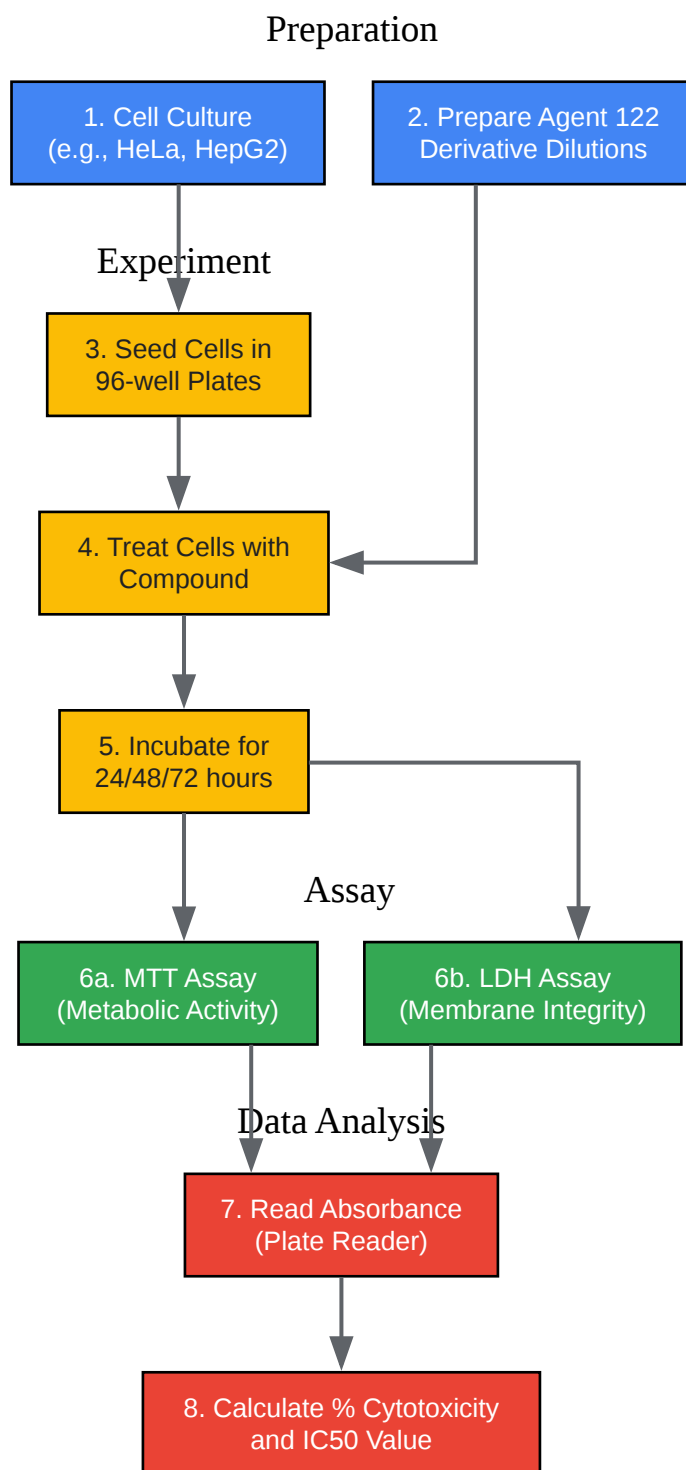 Preparation
1. Cell Culture
(e.g., HeLa, HepG2)
2. Prepare Agent 122
Derivative Dilutions
Experiment
3. Seed Cells in
96-well Plates
4. Treat Cells with
Compound
5. Incubate for
24/48/72 hours
Assay
6a. MTT Assay
(Metabolic Activity)
6b. LDH Assay
(Membrane Integrity)
Data Analysis
7. Read Absorbance
(Plate Reader)
8. Calculate % Cytotoxicity
and IC50 Value